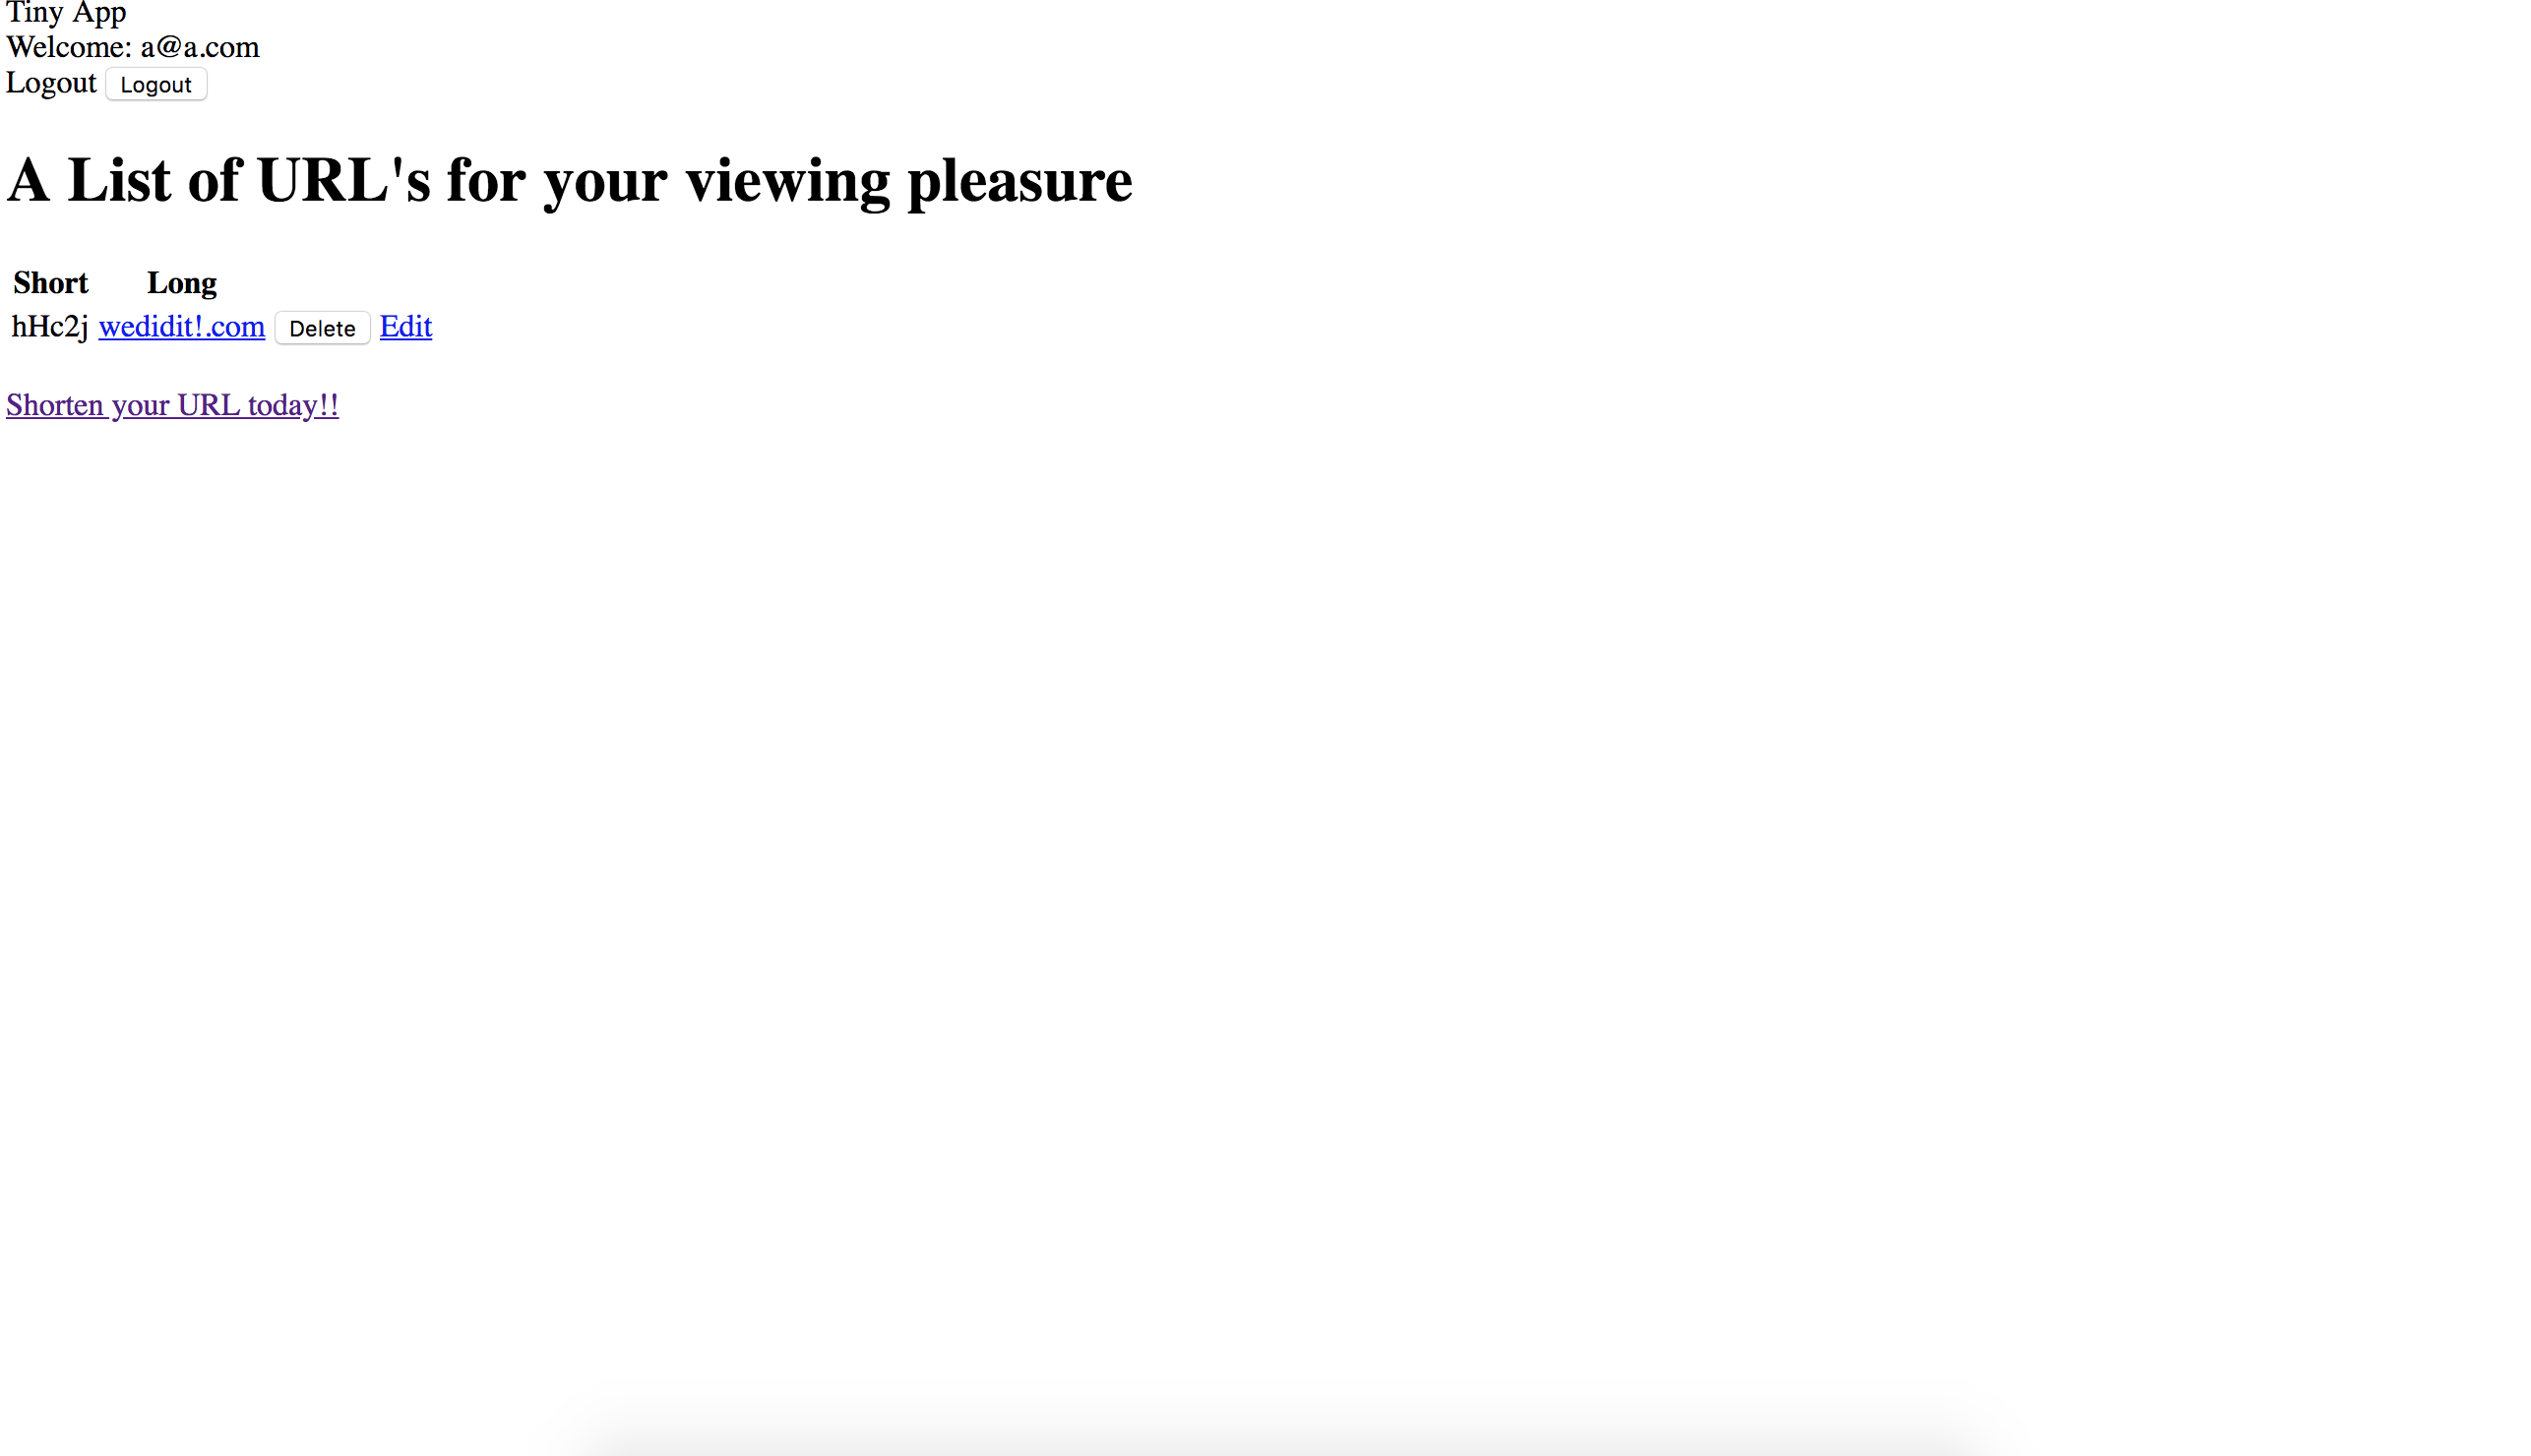 Tiny App
Welcome: a@a.com
Logout Logout
A List of URL's for your viewing pleasure
Short Long
hHc2j wedidit!.com Delete Edit
Shorten your URL today!!